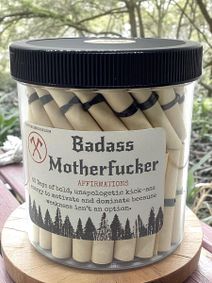 Badass
Motherfucker
AFFIRMATIONS
Days of bold, unapologetic kick-ass
energy to motivate and dominate because
weakness isn't an option.